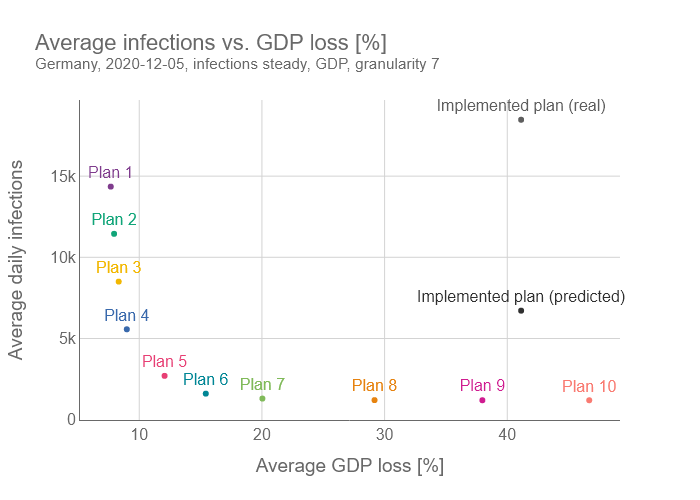 Average infections vs. GDP loss [%]
Germany, 2020-12-05, infections steady, GDP, granularity 7
Implemented plan (real)
Plan 1
15k
Plan 2
Plan 3
10k
Implemented plan (predicted)
Plan 4
5k
Plan 5
Plan 6
Plan 7
Plan 8
Plan 9
Plan 10
0
10
20
30
40
Average daily infections
Average GDP loss [%]